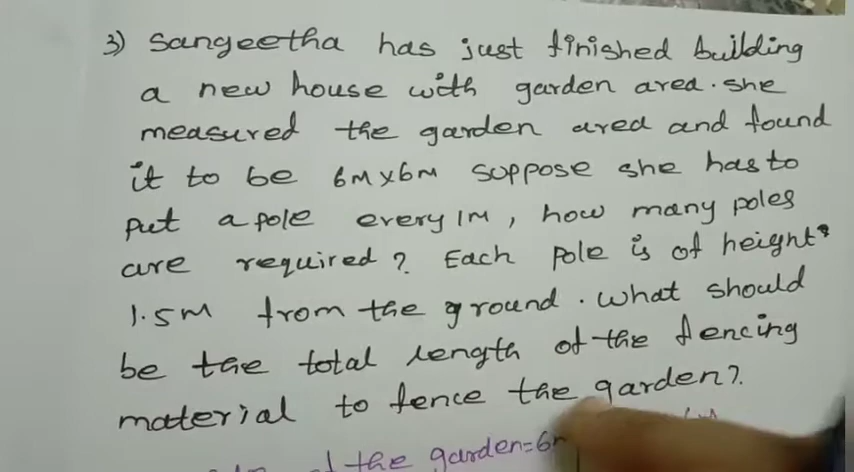 3) Sangeetha has just finished building
a new house with garden area. she
measured the garden area and found
it to be 6M x 6M suppose she has to
put a pole every 1M, how many poles
are required? Each pole is of height
1.5M from the ground. what should
be the total length of the fencing
material to fence the garden?
the garden=6